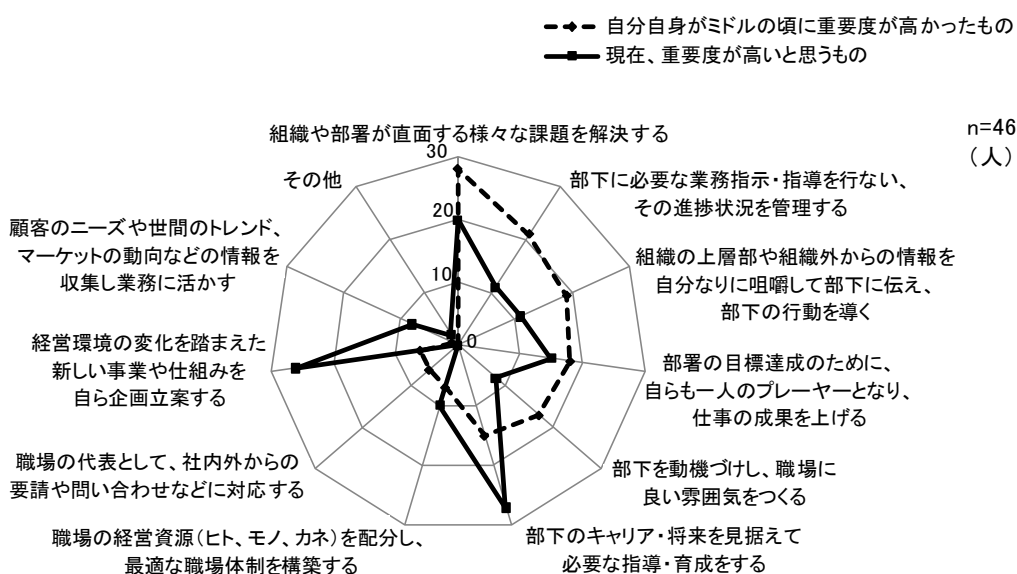 自分自身がミドルの頃に重要度が高かったもの
現在、重要度が高いと思うもの
n=46
(人)
組織や部署が直面する様々な課題を解決する
30
20
10
0
部下に必要な業務指示・指導を行ない、
その進捗状況を管理する
組織の上層部や組織外からの情報を
自分なりに咀嚼して部下に伝え、
部下の行動を導く
部署の目標達成のために、
自らも一人のプレーヤーとなり、
仕事の成果を上げる
部下を動機づけし、職場に
良い雰囲気をつくる
部下のキャリア・将来を見据えて
必要な指導・育成をする
職場の経営資源(ヒト、モノ、カネ)を配分し、
最適な職場体制を構築する
職場の代表として、社内外からの
要請や問い合わせなどに対応する
経営環境の変化を踏まえた
新しい事業や仕組みを
自ら企画立案する
顧客のニーズや世間のトレンド、
マーケットの動向などの情報を
収集し業務に活かす
その他